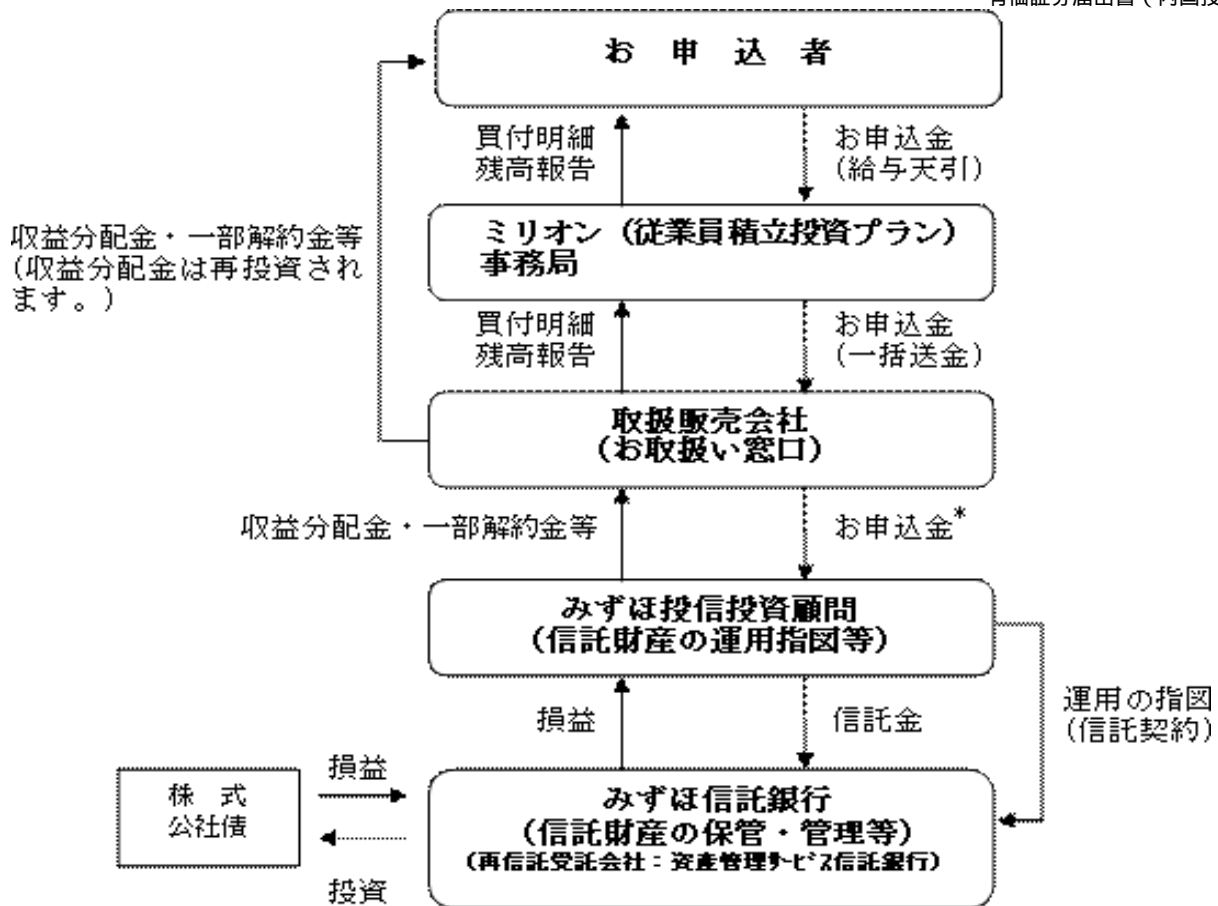 お 申 込 者
買付明細
残高報告
お申込金
(給与天引)
収益分配金・一部解約金等
(収益分配金は再投資され
ます。)
ミリオン (従業員積立投資プラン)
事務局
買付明細
残高報告
お申込金
(一括送金)
取扱販売会社
(お取扱い窓口)
収益分配金・一部解約金等
お申込金*
みずほ投信投資顧問
(信託財産の運用指図等)
運用の指図
(信託契約)
損益
信託金
損益
株 式
公社債
投資
みずほ信託銀行
(信託財産の保管・管理等)
(再信託受託会社:資産管理サービス信託銀行)